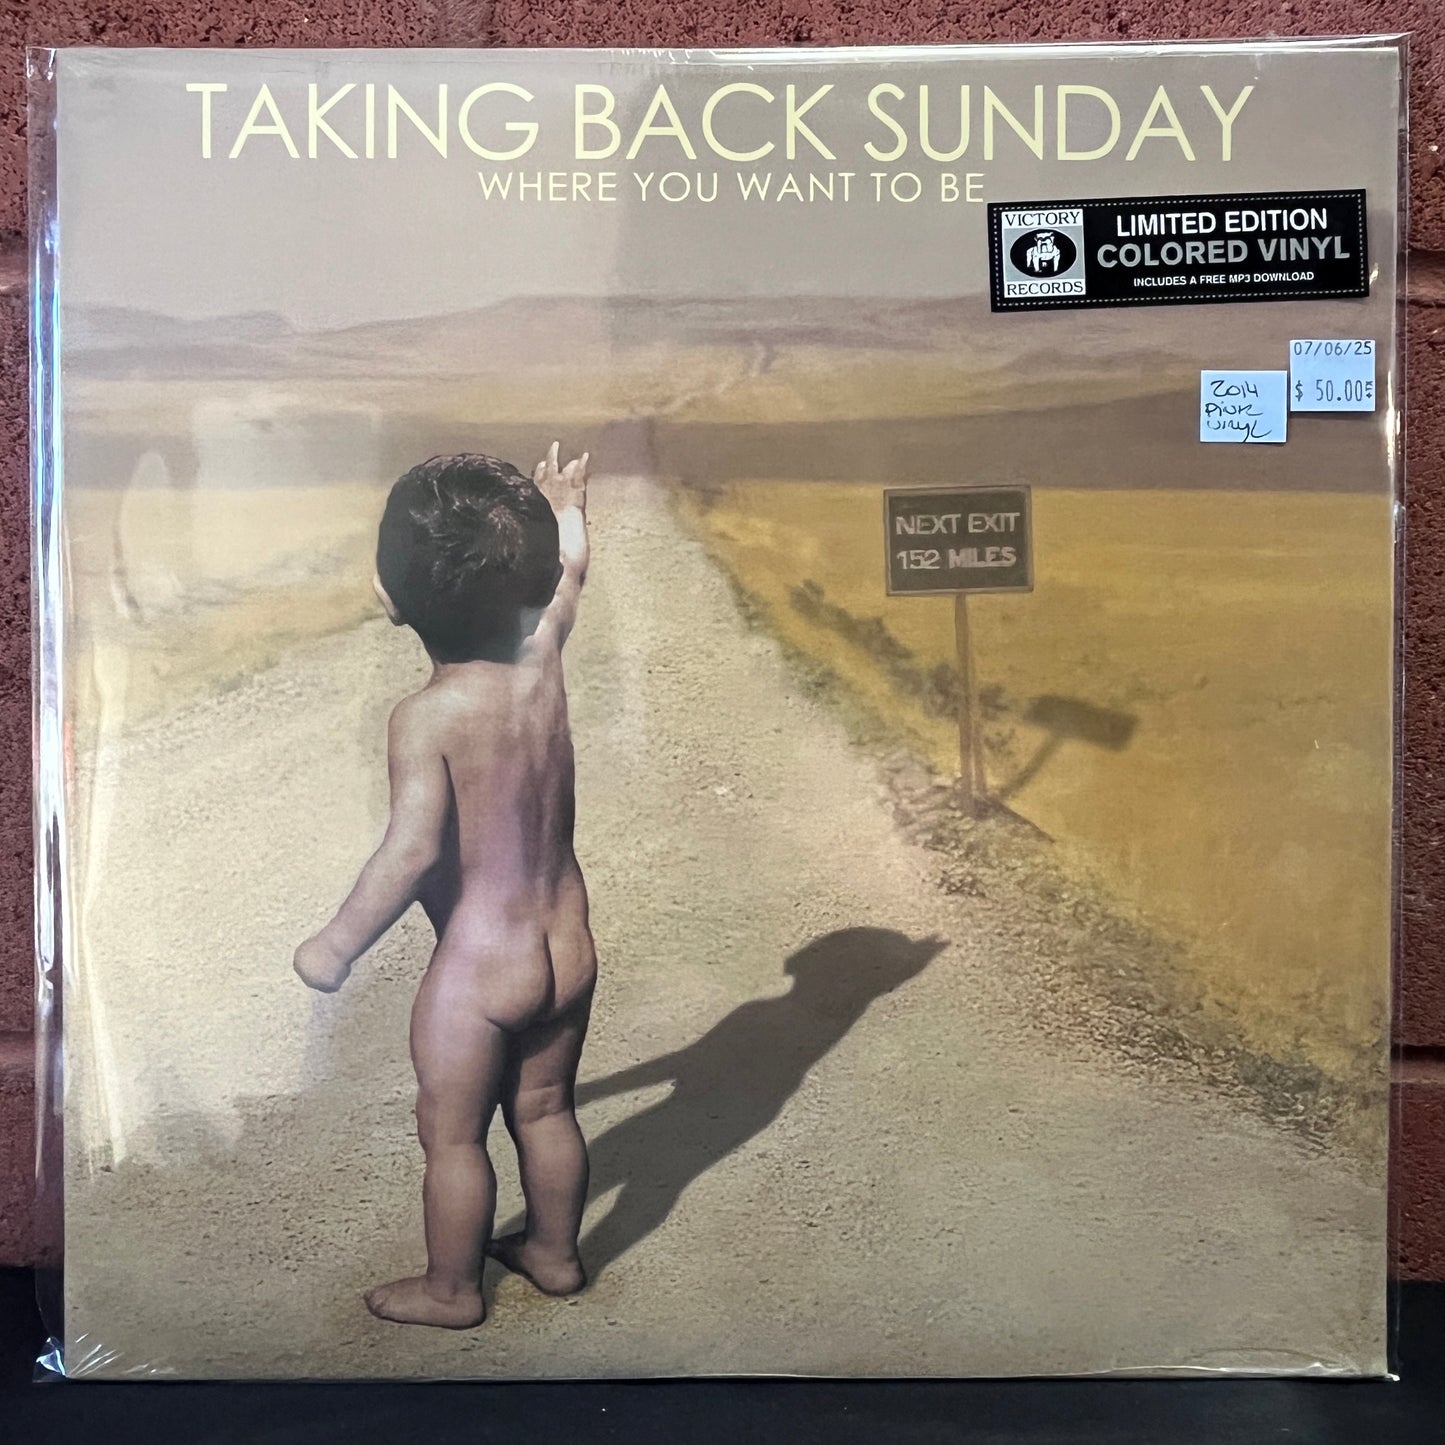 TAKING BACK SUNDAY
WHERE YOU WANT TO BE
VICTORY
RECORDS
LIMITED EDITION
COLORED VINYL
INCLUDES A FREE MP3 DOWNLOAD
07/06/25
$ 50.00
2014
Pink
vinyl
NEXT EXIT
152 MILES